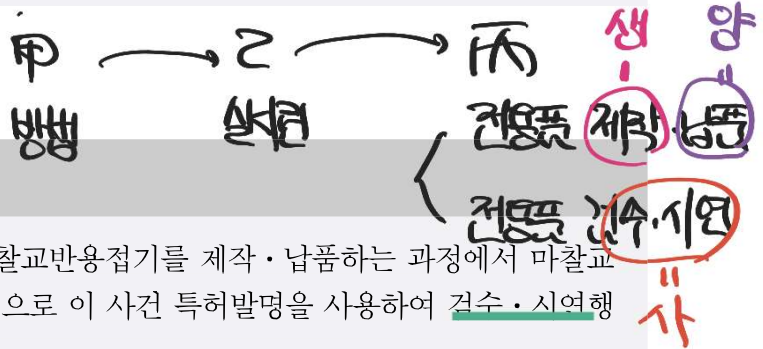 甲 → 乙 → 丙 생 양
방법 실시권 전용품 제작·납품
전용품 검수·시연
찰교반용접기를 제작·납품하는 과정에서 마찰교
으로 이 사건 특허발명을 사용하여 검수·시연행
사